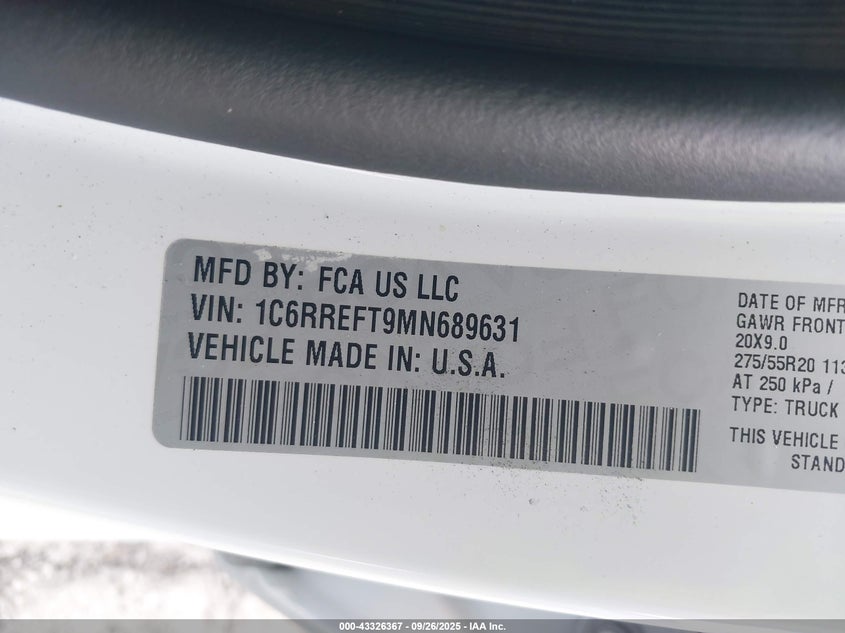 MFD BY: FCA US LLC
VIN: 1C6RREFT9MN689631
VEHICLE MADE IN: U.S.A.
DATE OF MFR
GAWR FRONT
20X9.0
275/55R20 113
AT 250 kPa /
TYPE: TRUCK
THIS VEHICLE
STAND
000-43326367 - 09/26/2025 - IAA Inc.